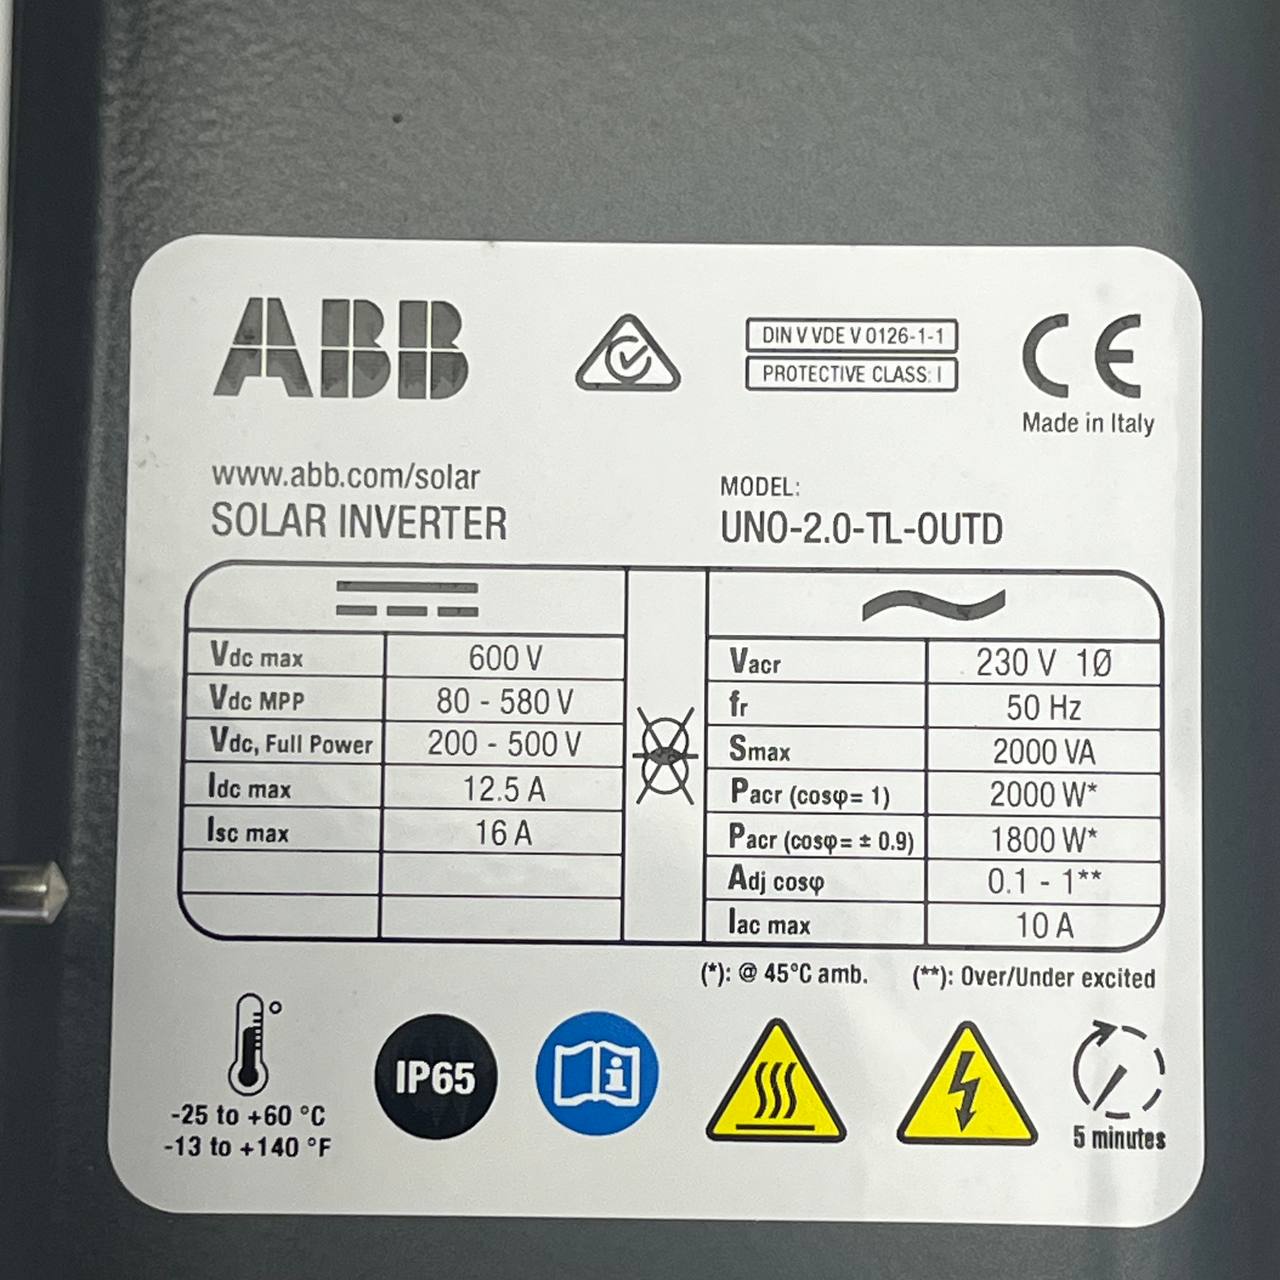 ABB
DIN V VDE V 0126-1-1
PROTECTIVE CLASS: I
CE
Made in Italy
www.abb.com/solar
SOLAR INVERTER
MODEL:
UNO-2.0-TL-OUTD
Vdc max 600 V
Vdc MPP 80 - 580 V
Vdc, Full Power 200 - 500 V
Idc max 12.5 A
Isc max 16 A
Vacr 230 V 1Ø
fr 50 Hz
Smax 2000 VA
Pacr (cosφ= 1) 2000 W*
Pacr (cosφ= ± 0.9) 1800 W*
Adj cosφ 0.1 - 1**
Iac max 10 A
(*): @ 45°C amb. (**): Over/Under excited
-25 to +60 °C
-13 to +140 °F
IP65
i
5 minutes